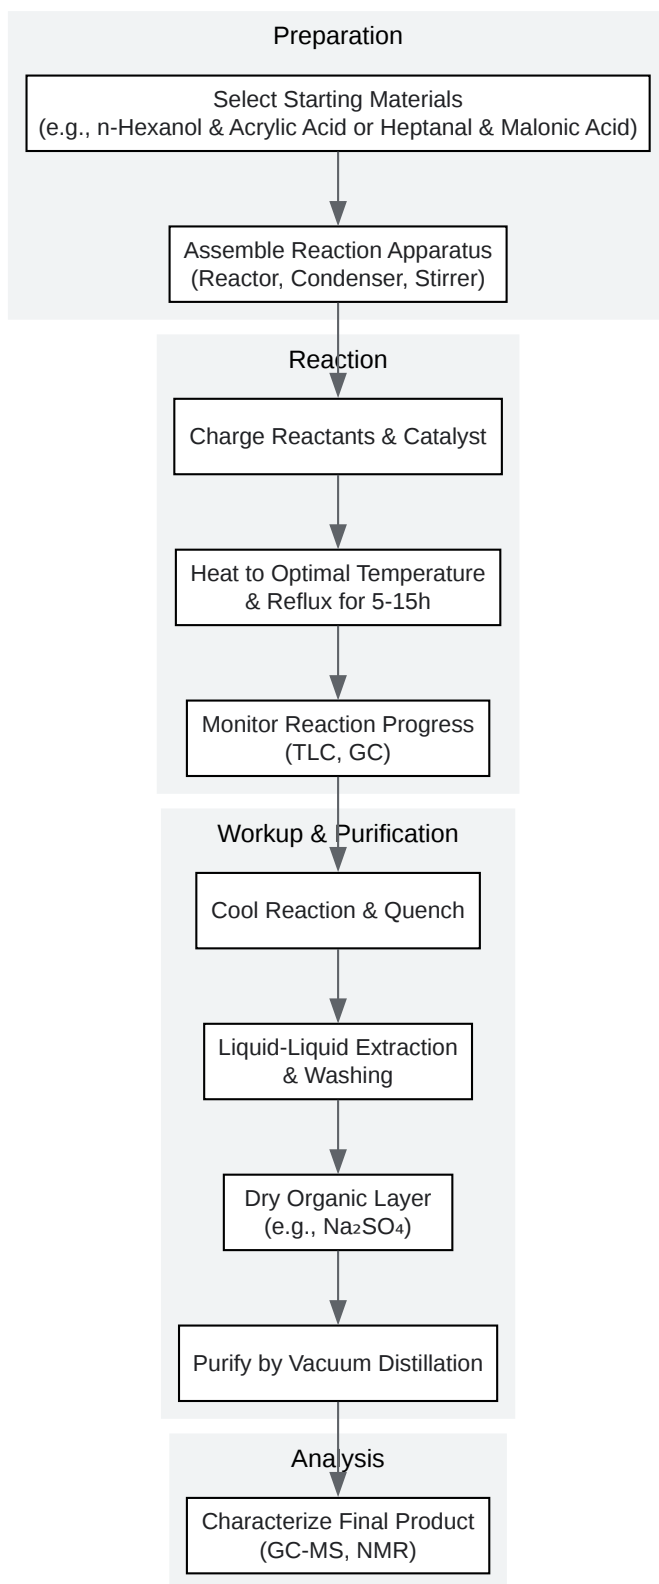 Preparation
Select Starting Materials
(e.g., n-Hexanol & Acrylic Acid or Heptanal & Malonic Acid)
Assemble Reaction Apparatus
(Reactor, Condenser, Stirrer)
Reaction
Charge Reactants & Catalyst
Heat to Optimal Temperature
& Reflux for 5-15h
Monitor Reaction Progress
(TLC, GC)
Workup & Purification
Cool Reaction & Quench
Liquid-Liquid Extraction
& Washing
Dry Organic Layer
(e.g., Na₂SO₄)
Purify by Vacuum Distillation
Analysis
Characterize Final Product
(GC-MS, NMR)